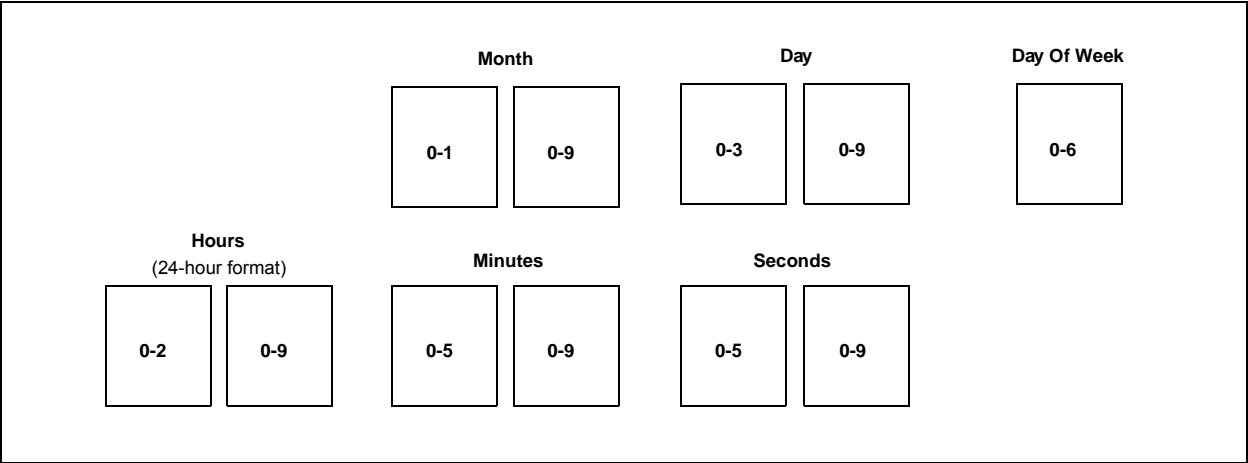 Month Day Day Of Week
0-1 0-9 0-3 0-9 0-6
Hours
(24-hour format)
Minutes Seconds
0-2 0-9 0-5 0-9 0-5 0-9